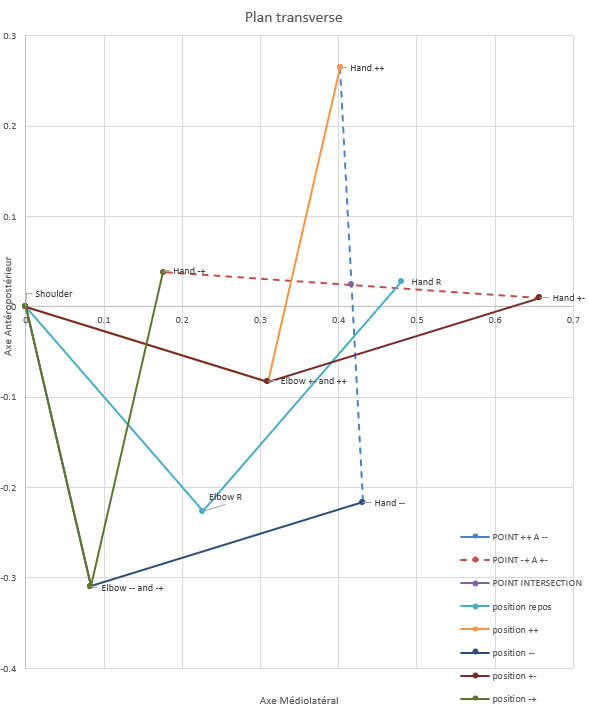 Plan transverse
0.3
0.2
0.1
0
-0.1
-0.2
-0.3
-0.4
Axe Antéropostérieur
Hand ++
Hand -+
Hand R
Shoulder
Hand +-
0 0.1 0.2 0.3 0.4 0.5 0.6 0.7
Elbow +- and ++
Elbow R
Hand --
Elbow -- and -+
POINT ++ A --
POINT -+ A +-
POINT INTERSECTION
position repos
position ++
position --
position +-
position -+
Axe Médiolatéral